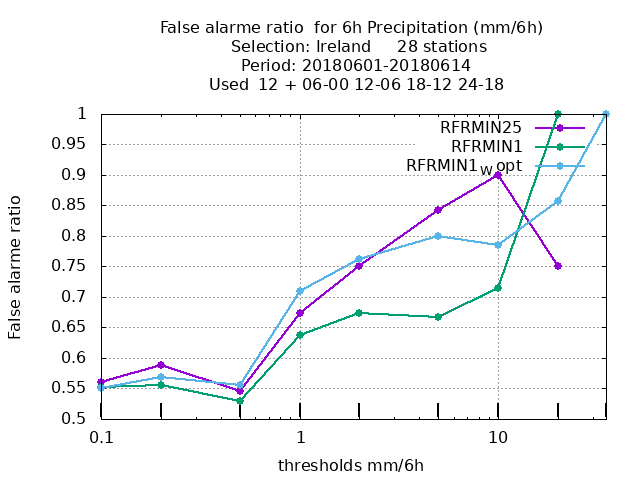 False alarme ratio  for 6h Precipitation (mm/6h)
Selection: Ireland     28 stations
Period: 20180601-20180614
Used  12 + 06-00 12-06 18-12 24-18
RFRMIN25
RFRMIN1
RFRMIN1wopt
1
0.95
0.9
0.85
0.8
0.75
0.7
0.65
0.6
0.55
0.5
False alarme ratio
0.1 1 10
thresholds mm/6h